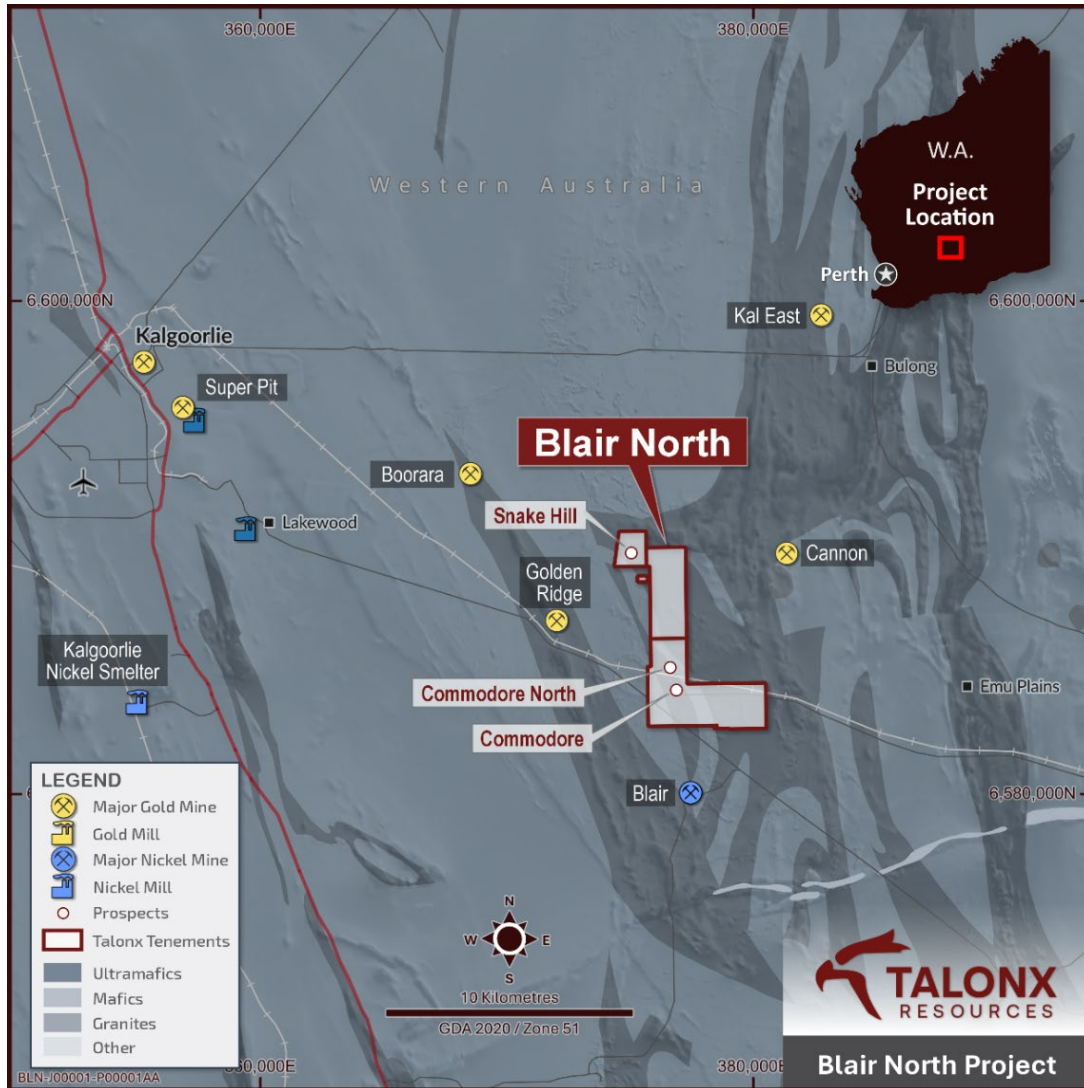 360,000E
380,000E
W.A.
Project
Location
Western Australia
Perth
6,600,000N
6,600,000N
Kal East
Kalgoorlie
Bulong
Super Pit
Blair North
Boorara
Snake Hill
Lakewood
Cannon
Golden
Ridge
Kalgoorlie
Nickel Smelter
Commodore North
Emu Plains
Commodore
LEGEND
Major Gold Mine
Gold Mill
Major Nickel Mine
Nickel Mill
Prospects
Talonx Tenements
Ultramafics
Mafics
Granites
Other
Blair
6,580,000N
N
W E
S
10 Kilometres
GDA 2020 / Zone 51
TALONX
RESOURCES
Blair North Project
BLN-J00001-P00001AA
380,000E